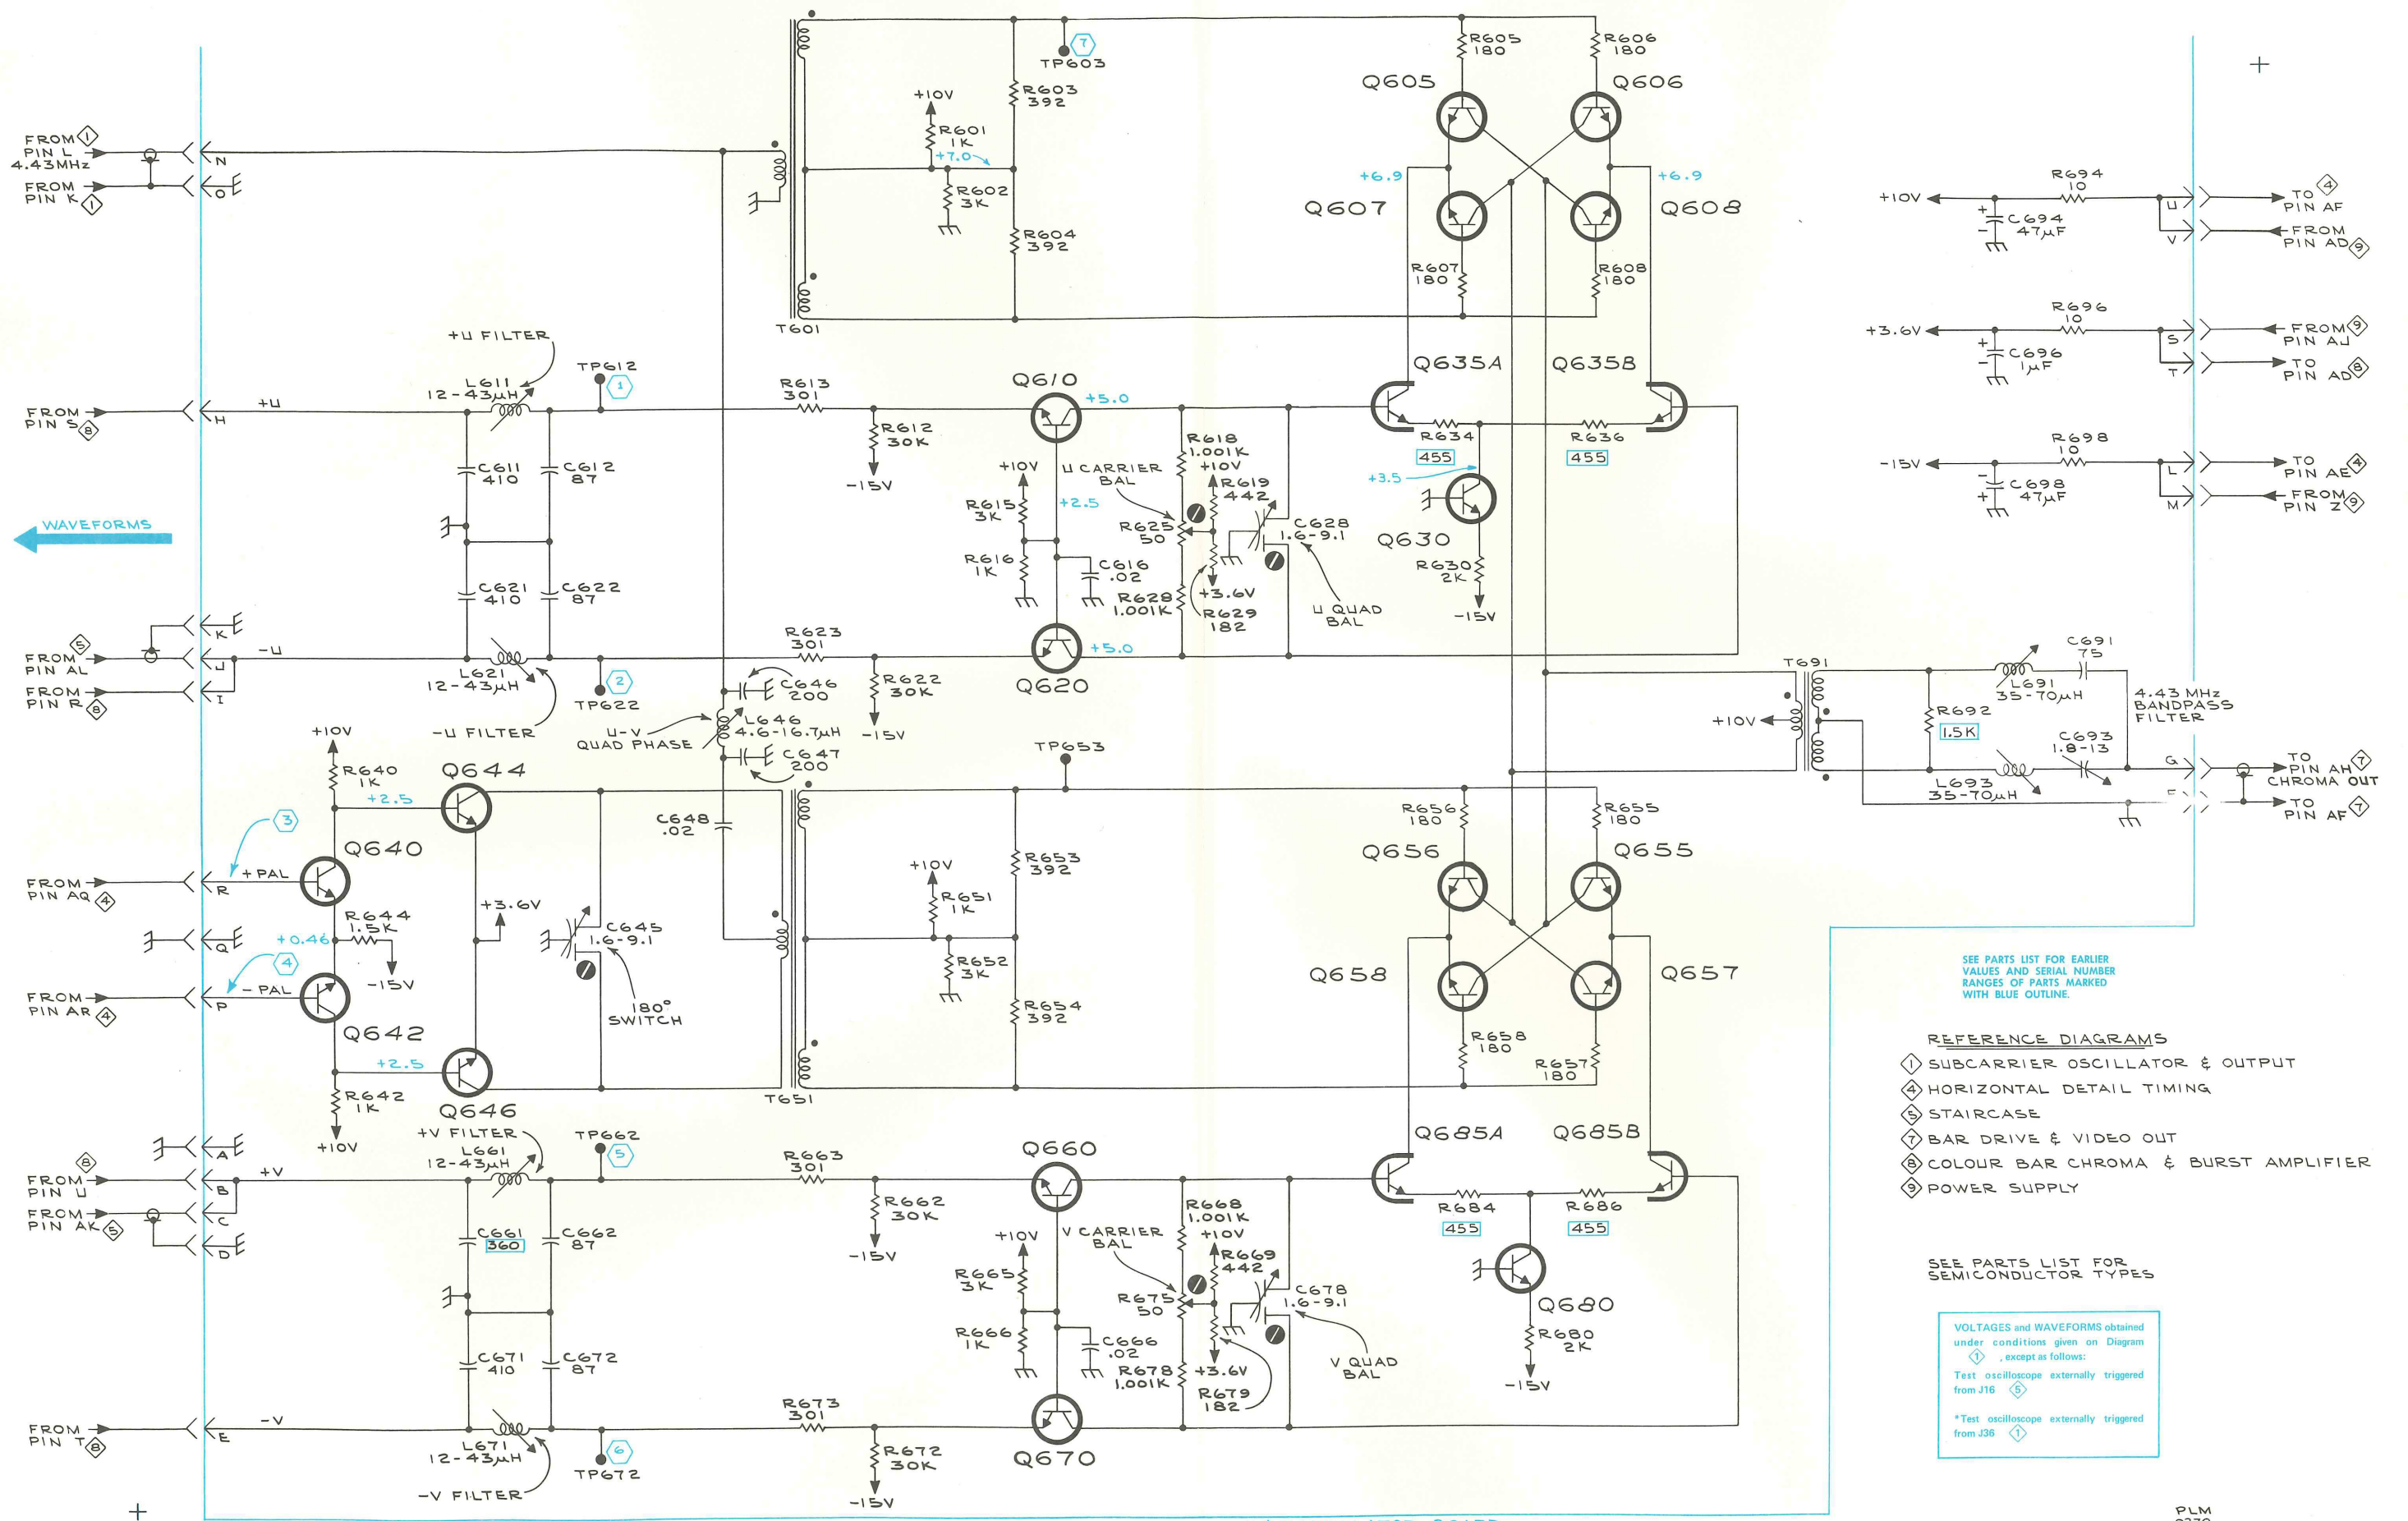 7
TP603
R605
180
R606
180
Q605
Q606
+10V
R603
392
FROM 1
PIN L
4.43MHz
N
R601
1K
+7.0
FROM
PIN K 1
O
R602
3K
+6.9
+6.9
Q607
Q608
R604
392
R607
180
R608
180
T601
R694
10
+10V
+
-
C694
47µF
U
V
TO 4
PIN AF
FROM
PIN AD 9
R696
10
+3.6V
+
-
C696
1µF
S
T
FROM 9
PIN AJ
TO
PIN AD 8
R698
10
-15V
-
+
C698
47µF
L
M
TO
PIN AE 4
FROM
PIN Z 9
+U FILTER
L611
12-43µH
TP612
1
R613
301
Q610
+5.0
Q635A
Q635B
FROM
PIN S 8
H
+U
R612
30K
-15V
R634
455
R636
455
+3.5
C611
410
C612
87
+10V
U CARRIER
BAL
R618
1.001K
+10V
R619
442
R615
3K
+2.5
R625
50
C628
1.6-9.1
Q630
WAVEFORMS
R616
1K
C616
.02
R630
2K
-15V
C621
410
C622
87
R628
1.001K
+3.6V
R629
182
U QUAD
BAL
K
FROM 5
PIN AL
J
-U
FROM
PIN R 8
I
L621
12-43µH
-U FILTER
2
TP622
R623
301
R622
30K
-15V
+5.0
Q620
C646
200
U-V
QUAD PHASE
L646
4.6-16.7µH
C647
200
TP653
T691
+10V
C691
75
L691
35-70µH
R692
1.5K
4.43 MHZ
BANDPASS
FILTER
C693
1.8-13
L693
35-70µH
G
F
TO
PIN AH 7
CHROMA OUT
TO
PIN AF 7
+10V
R640
1K
+2.5
Q644
3
Q640
C648
.02
R656
180
R655
180
Q656
Q655
FROM
PIN AQ 4
R
+PAL
R644
1.5K
+3.6V
C645
1.6-9.1
+10V
R651
1K
R653
392
Q
+0.46
-15V
4
R652
3K
Q658
Q657
FROM
PIN AR 4
P
-PAL
Q642
180°
SWITCH
R654
392
R658
180
R657
180
+2.5
R642
1K
+10V
Q646
T651
SEE PARTS LIST FOR EARLIER
VALUES AND SERIAL NUMBER
RANGES OF PARTS MARKED
WITH BLUE OUTLINE.
REFERENCE DIAGRAMS
1 SUBCARRIER OSCILLATOR & OUTPUT
4 HORIZONTAL DETAIL TIMING
5 STAIRCASE
7 BAR DRIVE & VIDEO OUT
8 COLOUR BAR CHROMA & BURST AMPLIFIER
9 POWER SUPPLY
A
+V FILTER
L661
12-43µH
TP662
5
R663
301
Q660
Q685A
Q685B
8
FROM
PIN U
B
+V
FROM
PIN AK 5
C
D
R662
30K
-15V
R684
455
R686
455
C661
360
C662
87
V CARRIER
BAL
R668
1.001K
+10V
R669
442
+10V
R665
3K
R675
50
C678
1.6-9.1
Q680
R666
1K
C666
.02
R680
2K
-15V
C671
410
C672
87
R678
1.001K
+3.6V
R679
182
V QUAD
BAL
FROM
PIN T 8
E
-V
L671
12-43µH
-V FILTER
6
TP672
R673
301
R672
30K
-15V
Q670
SEE PARTS LIST FOR
SEMICONDUCTOR TYPES
VOLTAGES and WAVEFORMS obtained
under conditions given on Diagram
1 , except as follows:
Test oscilloscope externally triggered
from J16 5
*Test oscilloscope externally triggered
from J36 1
PLM